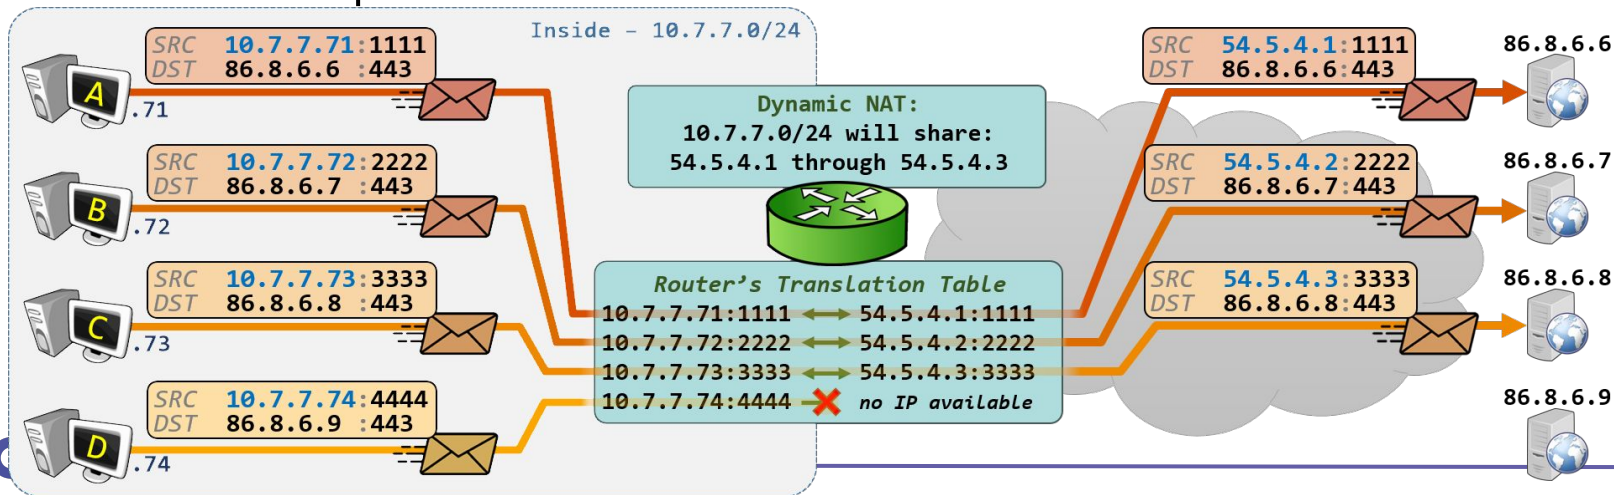 Inside – 10.7.7.0/24
SRC 10.7.7.71:1111
DST 86.8.6.6 :443
A
.71
SRC 10.7.7.72:2222
DST 86.8.6.7 :443
B
.72
SRC 10.7.7.73:3333
DST 86.8.6.8 :443
C
.73
SRC 10.7.7.74:4444
DST 86.8.6.9 :443
D
.74
Dynamic NAT:
10.7.7.0/24 will share:
54.5.4.1 through 54.5.4.3
Router’s Translation Table
10.7.7.71:1111 54.5.4.1:1111
10.7.7.72:2222 54.5.4.2:2222
10.7.7.73:3333 54.5.4.3:3333
10.7.7.74:4444 no IP available
SRC 54.5.4.1:1111
DST 86.8.6.6:443
86.8.6.6
SRC 54.5.4.2:2222
DST 86.8.6.7:443
86.8.6.7
SRC 54.5.4.3:3333
DST 86.8.6.8:443
86.8.6.8
86.8.6.9